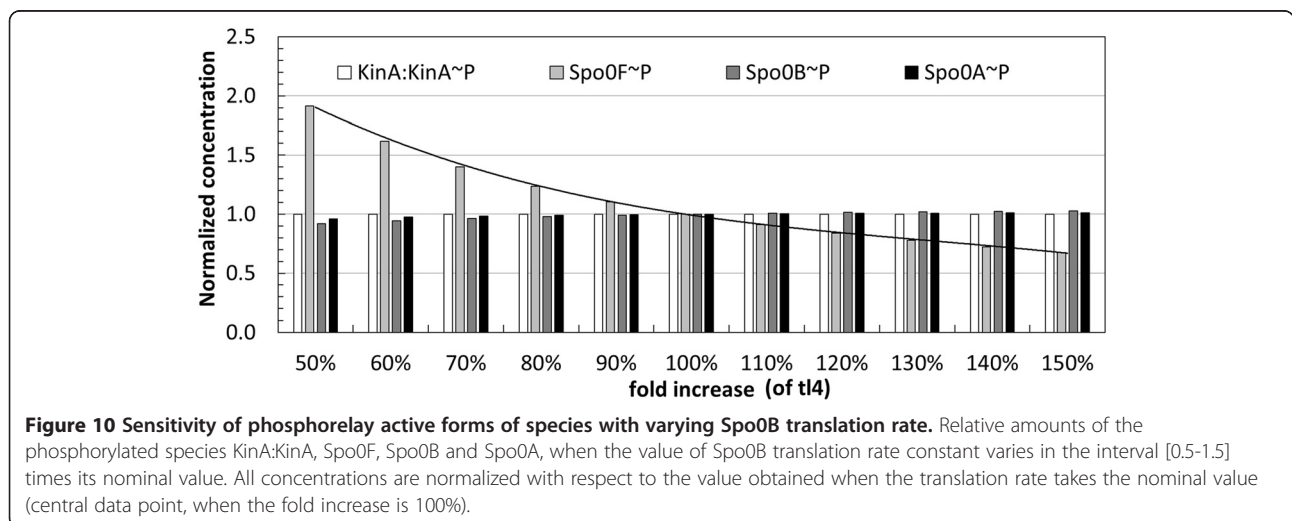 2.5
KinA:KinA~P Spo0F~P Spo0B~P Spo0A~P
2.0
1.5
1.0
0.5
0.0
Normalized concentration
50% 60% 70% 80% 90% 100% 110% 120% 130% 140% 150%
fold increase (of tl4)
Figure 10 Sensitivity of phosphorelay active forms of species with varying Spo0B translation rate. Relative amounts of the
phosphorylated species KinA:KinA, Spo0F, Spo0B and Spo0A, when the value of Spo0B translation rate constant varies in the interval [0.5-1.5]
times its nominal value. All concentrations are normalized with respect to the value obtained when the translation rate takes the nominal value
(central data point, when the fold increase is 100%).